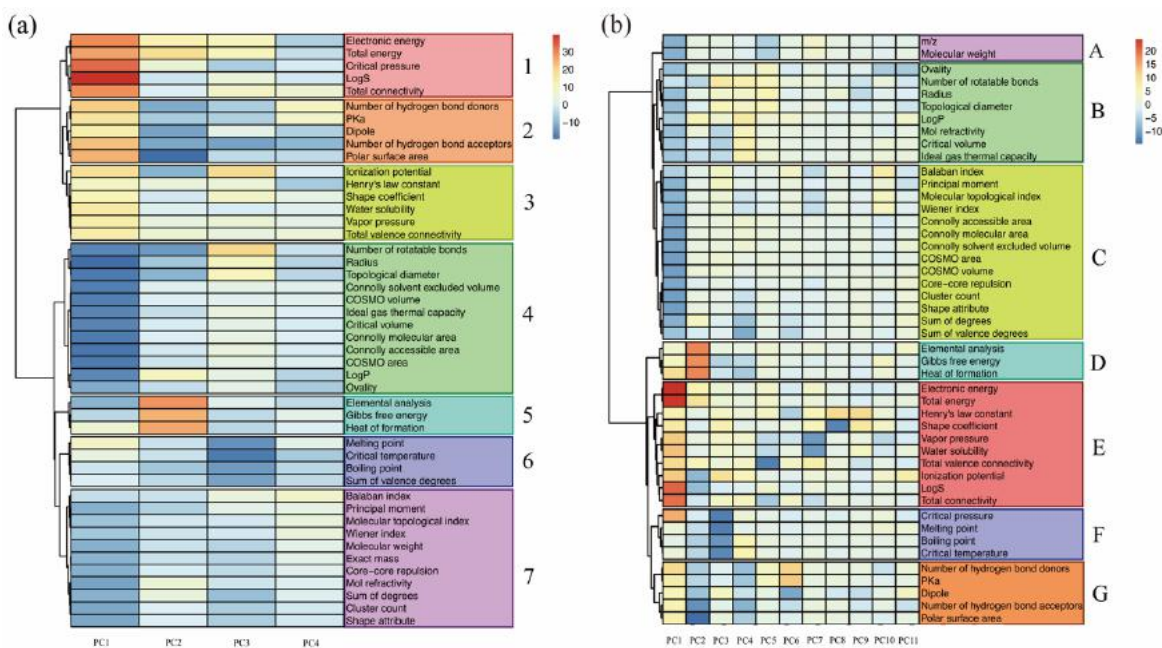 (a)
Electronic energy
Total energy
Critical pressure
LogS
Total connectivity
1
Number of hydrogen bond donors
PKa
Dipole
Number of hydrogen bond acceptors
Polar surface area
2
Ionization potential
Henry's law constant
Shape coefficient
Water solubility
Vapor pressure
Total valence connectivity
3
Number of rotatable bonds
Radius
Topological diameter
Connolly solvent excluded volume
COSMO volume
Ideal gas thermal capacity
Critical volume
Connolly molecular area
Connolly accessible area
COSMO area
LogP
Ovality
4
Elemental analysis
Gibbs free energy
Heat of formation
5
Melting point
Critical temperature
Boiling point
Sum of valence degrees
6
Balaban index
Principal moment
Molecular topological index
Wiener index
Molecular weight
Exact mass
Core-core repulsion
Mol refractivity
Sum of degrees
Cluster count
Shape attribute
7
PC1 PC2 PC3 PC4
30
20
10
0
-10
(b)
m/z
Molecular weight
A
Ovality
Number of rotatable bonds
Radius
Topological diameter
LogP
Mol refractivity
Critical volume
Ideal gas thermal capacity
B
Balaban index
Principal moment
Molecular topological index
Wiener index
Connolly accessible area
Connolly molecular area
Connolly solvent excluded volume
COSMO area
COSMO volume
Core-core repulsion
Cluster count
Shape attribute
Sum of degrees
Sum of valence degrees
C
Elemental analysis
Gibbs free energy
Heat of formation
D
Electronic energy
Total energy
Henry's law constant
Shape coefficient
Vapor pressure
Water solubility
Total valence connectivity
Ionization potential
LogS
Total connectivity
E
Critical pressure
Melting point
Boiling point
Critical temperature
F
Number of hydrogen bond donors
PKa
Dipole
Number of hydrogen bond acceptors
Polar surface area
G
PC1 PC2 PC3 PC4 PC5 PC6 PC7 PC8 PC9 PC10 PC11
20
15
10
5
0
-5
-10